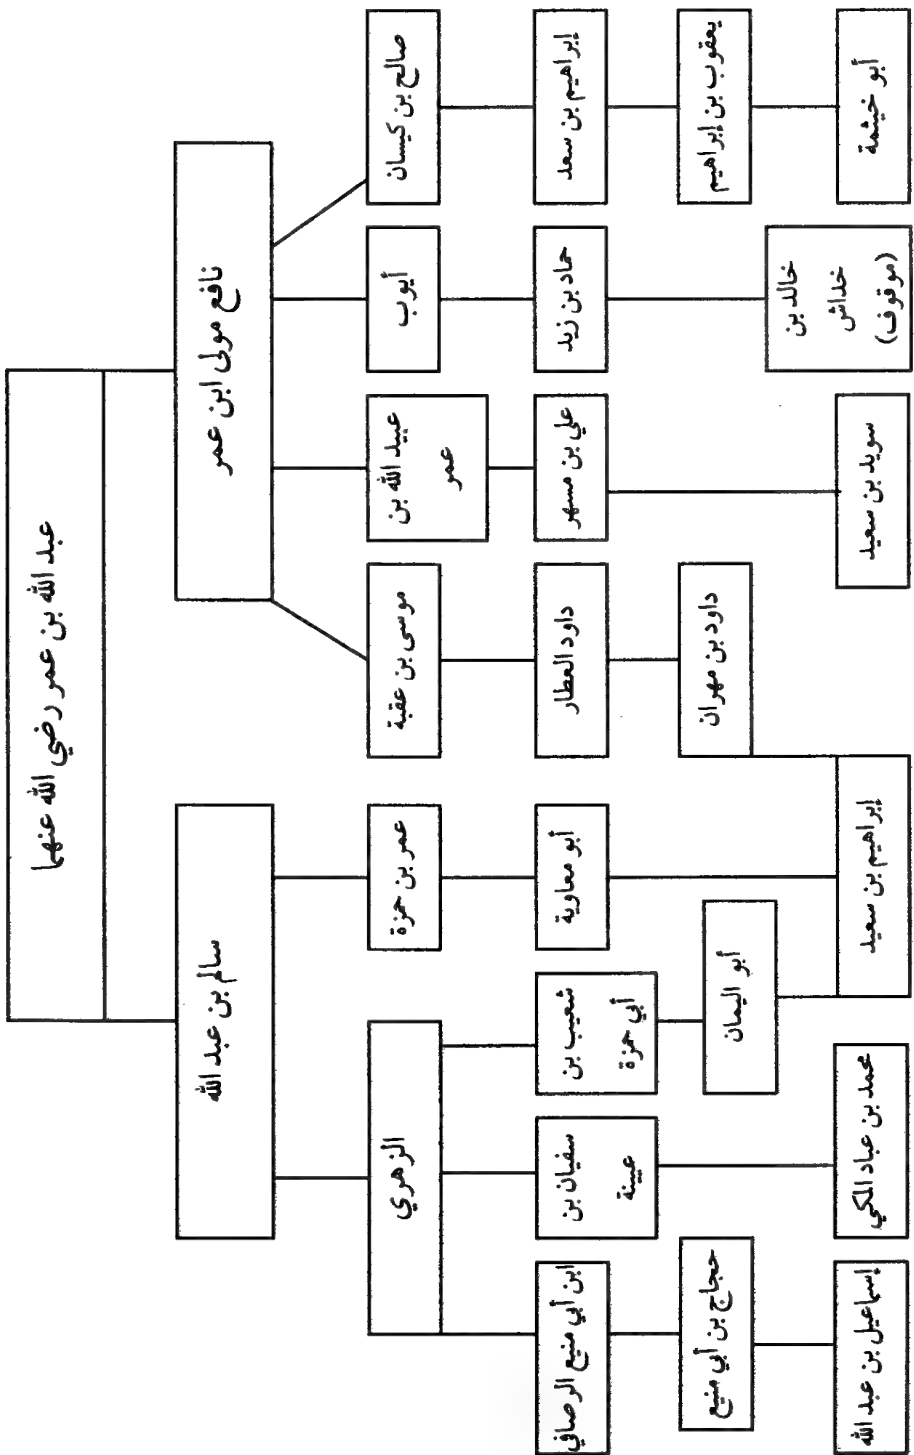 عبد الله بن عمر رضي الله عنهما
نافع مولى ابن عمر
سالم بن عبد الله
صالح بن كيسان
أيوب
عبيد الله بن
عمر
موسى بن عقبة
عمر بن حمزة
الزهري
إبراهيم بن سعد
حماد بن زيد
علي بن مسهر
داود العطار
أبو معاوية
شعيب بن
أبي حمزة
سفيان بن
عيينة
ابن أبي منيع الرصافي
يعقوب بن إبراهيم
داود بن مهران
أبو اليمان
حجاج بن أبي منيع
أبو خيثمة
خالد بن
خداش
(موقوف)
سويد بن سعيد
إبراهيم بن سعيد
محمد بن عباد المكي
إسماعيل بن عبد الله